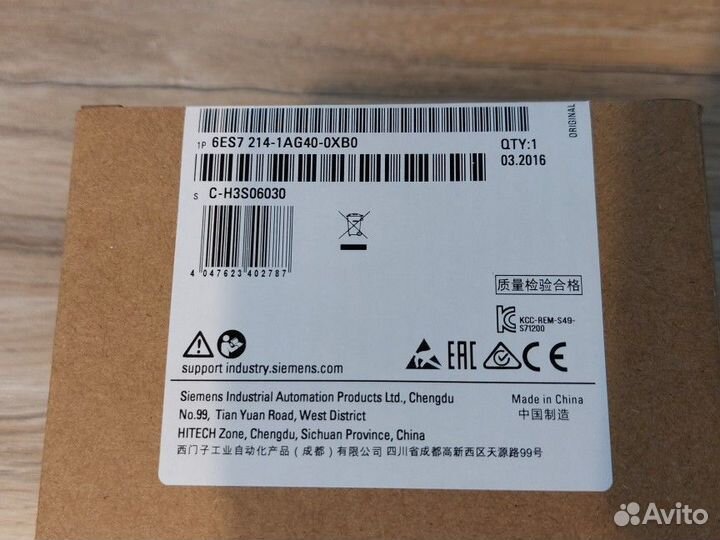 ORIGINAL
1P 6ES7 214-1AG40-0XB0
QTY:1
03.2016
S C-H3S06030
4 047623 402787
质量检验合格
KCC-REM-S49-
S71200
EAC CE
support industry.siemens.com
Siemens Industrial Automation Products Ltd., Chengdu
No.99, Tian Yuan Road, West District
HITECH Zone, Chengdu, Sichuan Province, China
西门子工业自动化产品（成都）有限公司 四川省成都高新西区天源路99号
Made in China
中国制造
Avito